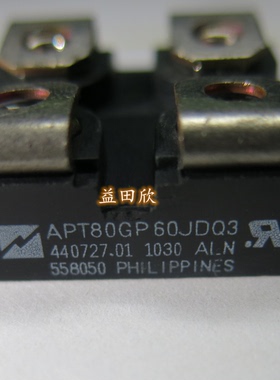 益田欣
APT80GP60JDQ3
440727.01 1030 ALN
558050 PHILIPPINES